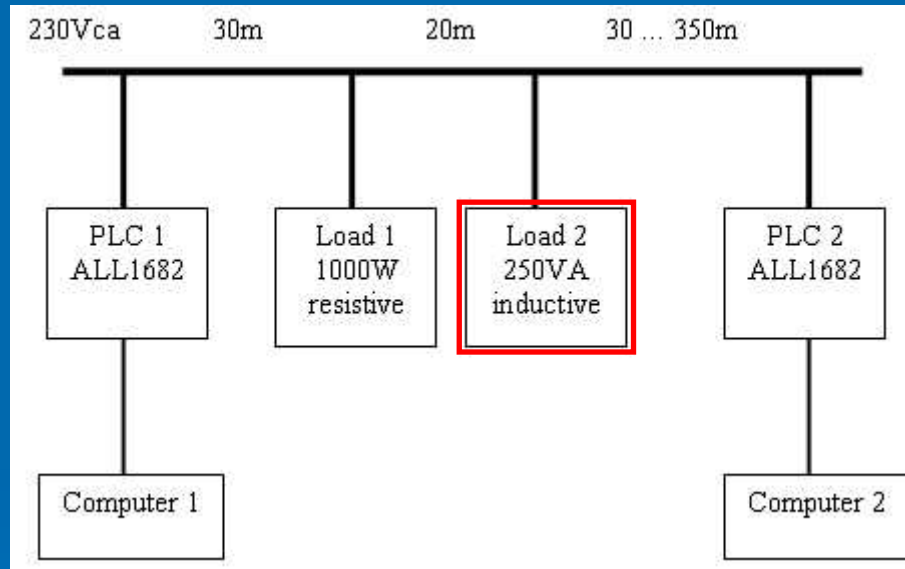 230Vca 30m 20m 30 ... 350m
PLC 1
ALL1682
Load 1
1000W
resistive
Load 2
250VA
inductive
PLC 2
ALL1682
Computer 1
Computer 2